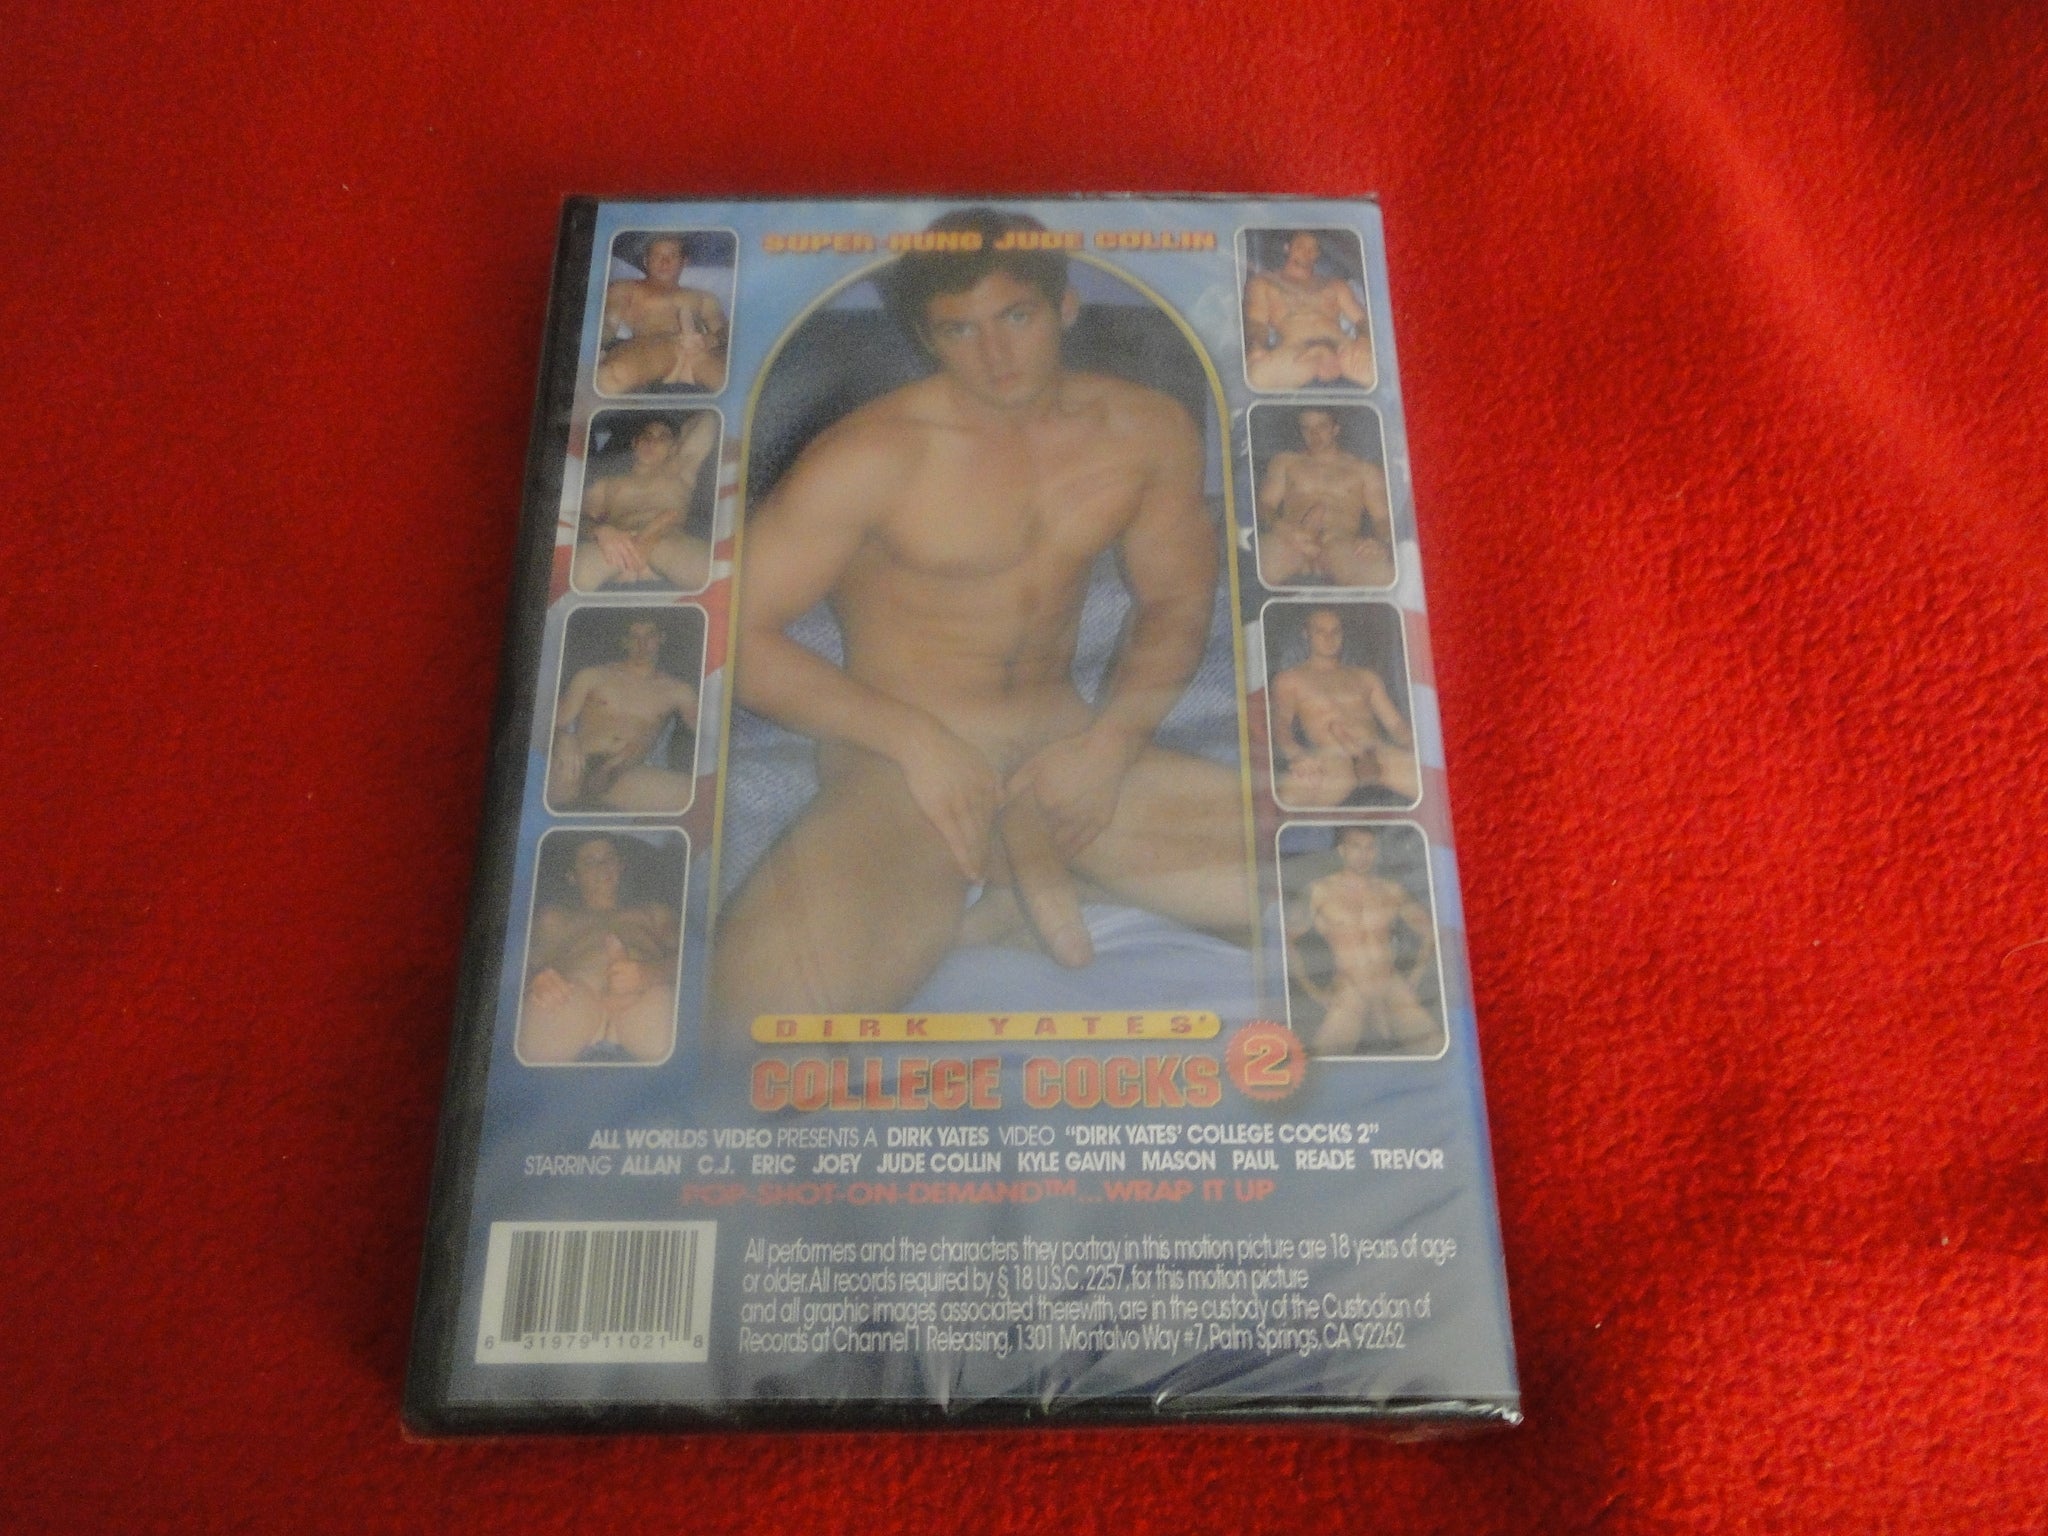 SUPER-HUNG JUDE COLLIN
DIRK YATES'
COLLEGE COCKS 2
ALL WORLDS VIDEO PRESENTS A DIRK YATES VIDEO "DIRK YATES' COLLEGE COCKS 2"
STARRING ALLAN C.J. ERIC JOEY JUDE COLLIN KYLE GAVIN MASON PAUL READE TREVOR
POP-SHOT-ON-DEMAND™...WRAP IT UP
All performers and the characters they portray in this motion picture are 18 years of age
or older. All records required by § 18 U.S.C. 2257, for this motion picture
and all graphic images associated therewith, are in the custody of the Custodian of
Records at Channel 1 Releasing, 1301 Montalvo Way #7, Palm Springs, CA 92262
6 31979 11021 8